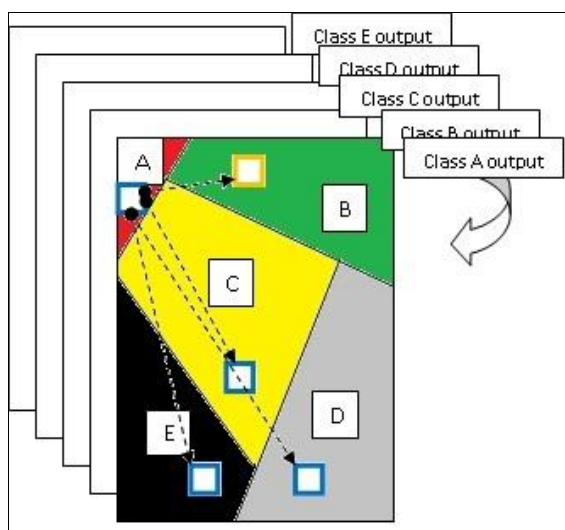 Class E output
Class D output
Class C output
Class B output
Class A output
A
B
C
D
E